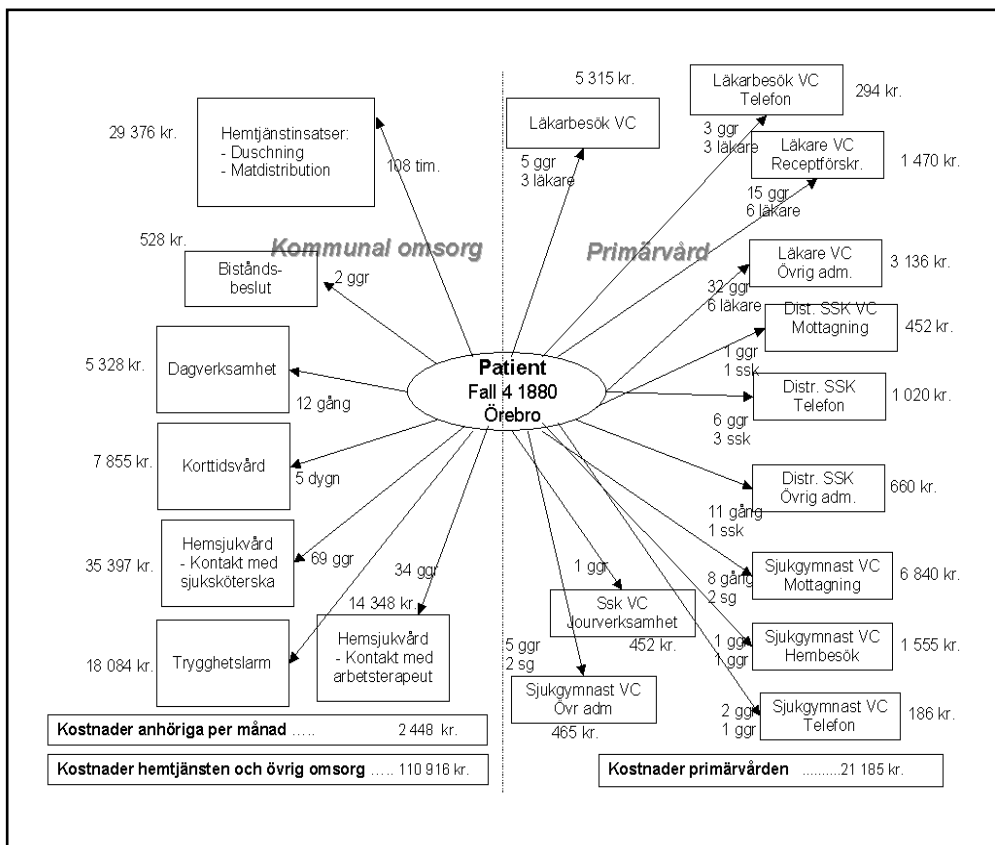 5 315 kr.
Läkarbesök VC
Telefon
294 kr.
29 376 kr.
Hemtjänstinsatser:
- Duschning
- Matdistribution
108 tim.
Läkarbesök VC
5 ggr
3 läkare
3 ggr
3 läkare
Läkare VC
Receptförskr.
1 470 kr.
15 ggr
6 läkare
Kommunal omsorg
Primärvård
528 kr.
Bistånds-
beslut
2 ggr
Läkare VC
Övrig adm.
3 136 kr.
32 ggr
6 läkare
Dist. SSK VC
Mottagning
452 kr.
1 ggr
1 ssk
5 328 kr.
Dagverksamhet
12 gång
Patient
Fall 4 1880
Örebro
Distr. SSK
Telefon
1 020 kr.
6 ggr
3 ssk
7 855 kr.
Korttidsvård
5 dygn
Distr. SSK
Övrig adm.
660 kr.
11 gång
1 ssk
35 397 kr.
Hemsjukvård
- Kontakt med
sjuksköterska
69 ggr
34 ggr
14 348 kr.
Hemsjukvård
- Kontakt med
arbetsterapeut
1 ggr
Ssk VC
Jourverksamhet
452 kr.
8 gång
2 sg
Sjukgymnast VC
Mottagning
6 840 kr.
18 084 kr.
Trygghetslarm
5 ggr
2 sg
Sjukgymnast VC
Övr adm
465 kr.
1 ggr
1 ggr
Sjukgymnast VC
Hembesök
1 555 kr.
2 ggr
1 ggr
Sjukgymnast VC
Telefon
186 kr.
Kostnader anhöriga per månad ..... 2 448 kr.
Kostnader hemtjänsten och övrig omsorg ..... 110 916 kr.
Kostnader primärvården ..........21 185 kr.